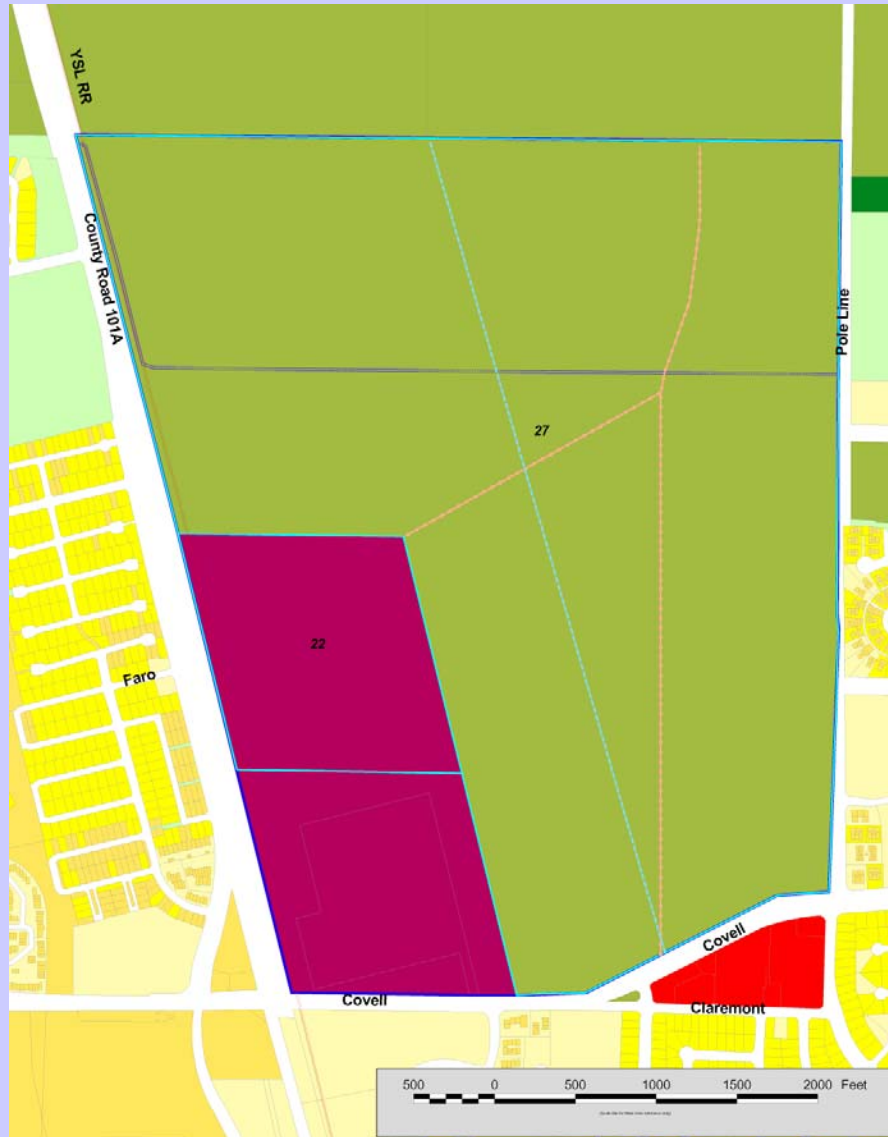 YSL RR
County Road 101A
Pole Line
27
22
Faro
Covell
Covell
Claremont
500 0 500 1000 1500 2000 Feet